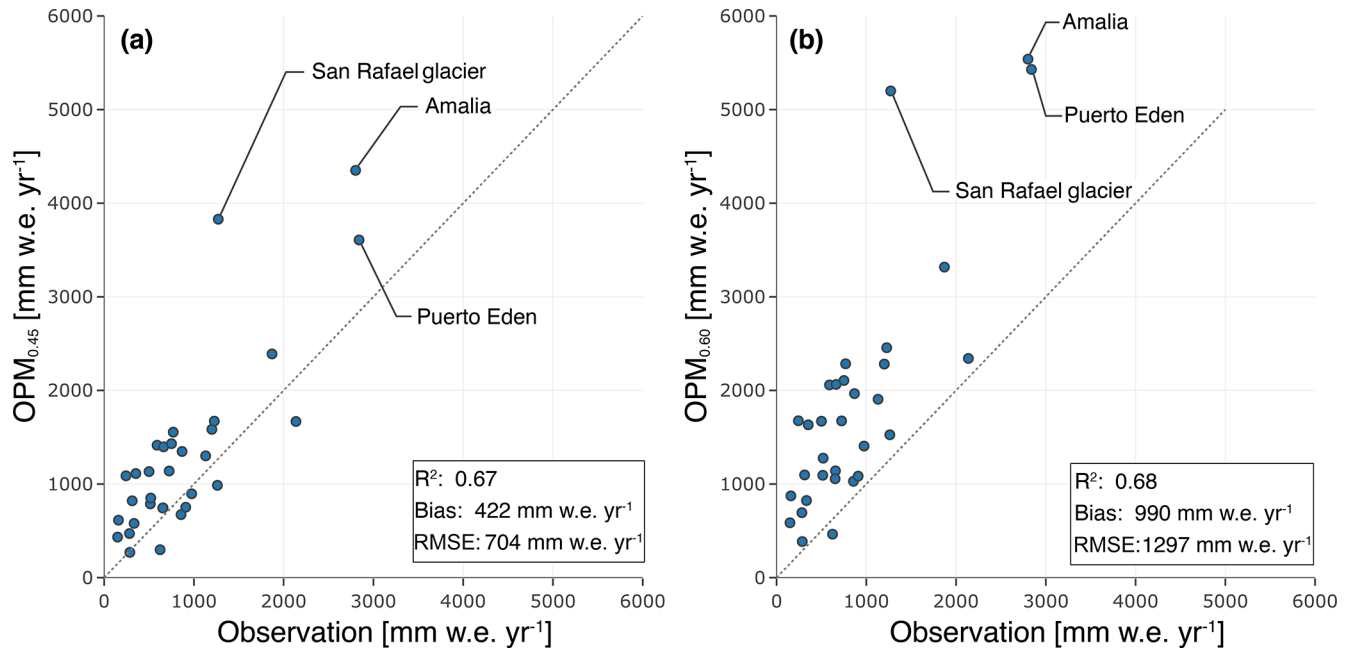 (a)
6000
5000
4000
3000
2000
1000
0
OPM0.45 [mm w.e. yr-1]
San Rafael glacier
Amalia
Puerto Eden
R2: 0.67
Bias: 422 mm w.e. yr-1
RMSE: 704 mm w.e. yr-1
0 1000 2000 3000 4000 5000 6000
Observation [mm w.e. yr-1]
(b)
6000
5000
4000
3000
2000
1000
0
OPM0.60 [mm w.e. yr-1]
Amalia
Puerto Eden
San Rafael glacier
R2: 0.68
Bias: 990 mm w.e. yr-1
RMSE:1297 mm w.e. yr-1
0 1000 2000 3000 4000 5000 6000
Observation [mm w.e. yr-1]